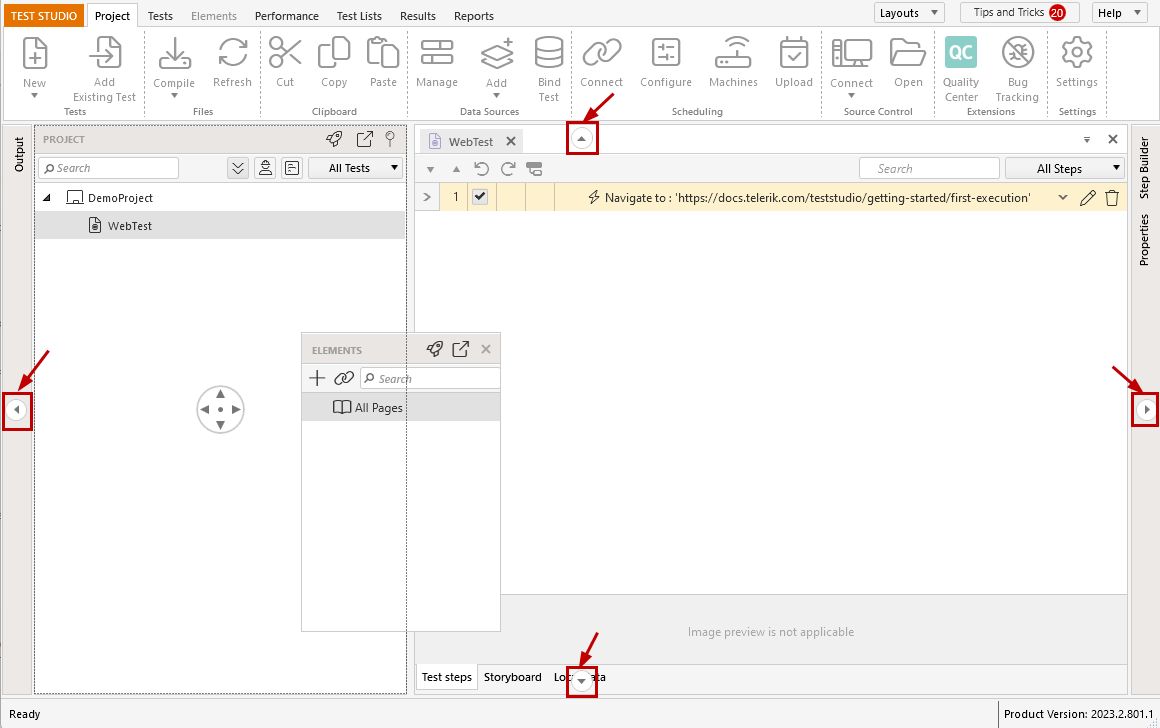 TEST STUDIO Project Tests Elements Performance Test Lists Results Reports Layouts Tips and Tricks 20 Help
New Add Existing Test Compile Refresh Cut Copy Paste Manage Add Bind Test Connect Configure Machines Upload Connect Open QC Quality Center Bug Tracking Settings
Tests Files Clipboard Data Sources Scheduling Source Control Extensions Settings
Output
PROJECT
Search All Tests
DemoProject
WebTest
WebTest
Search All Steps
1 Navigate to : 'https://docs.telerik.com/teststudio/getting-started/first-execution'
Step Builder
Properties
ELEMENTS
Search
All Pages
Image preview is not applicable
Test steps Storyboard
Ready Product Version: 2023.2.801.1